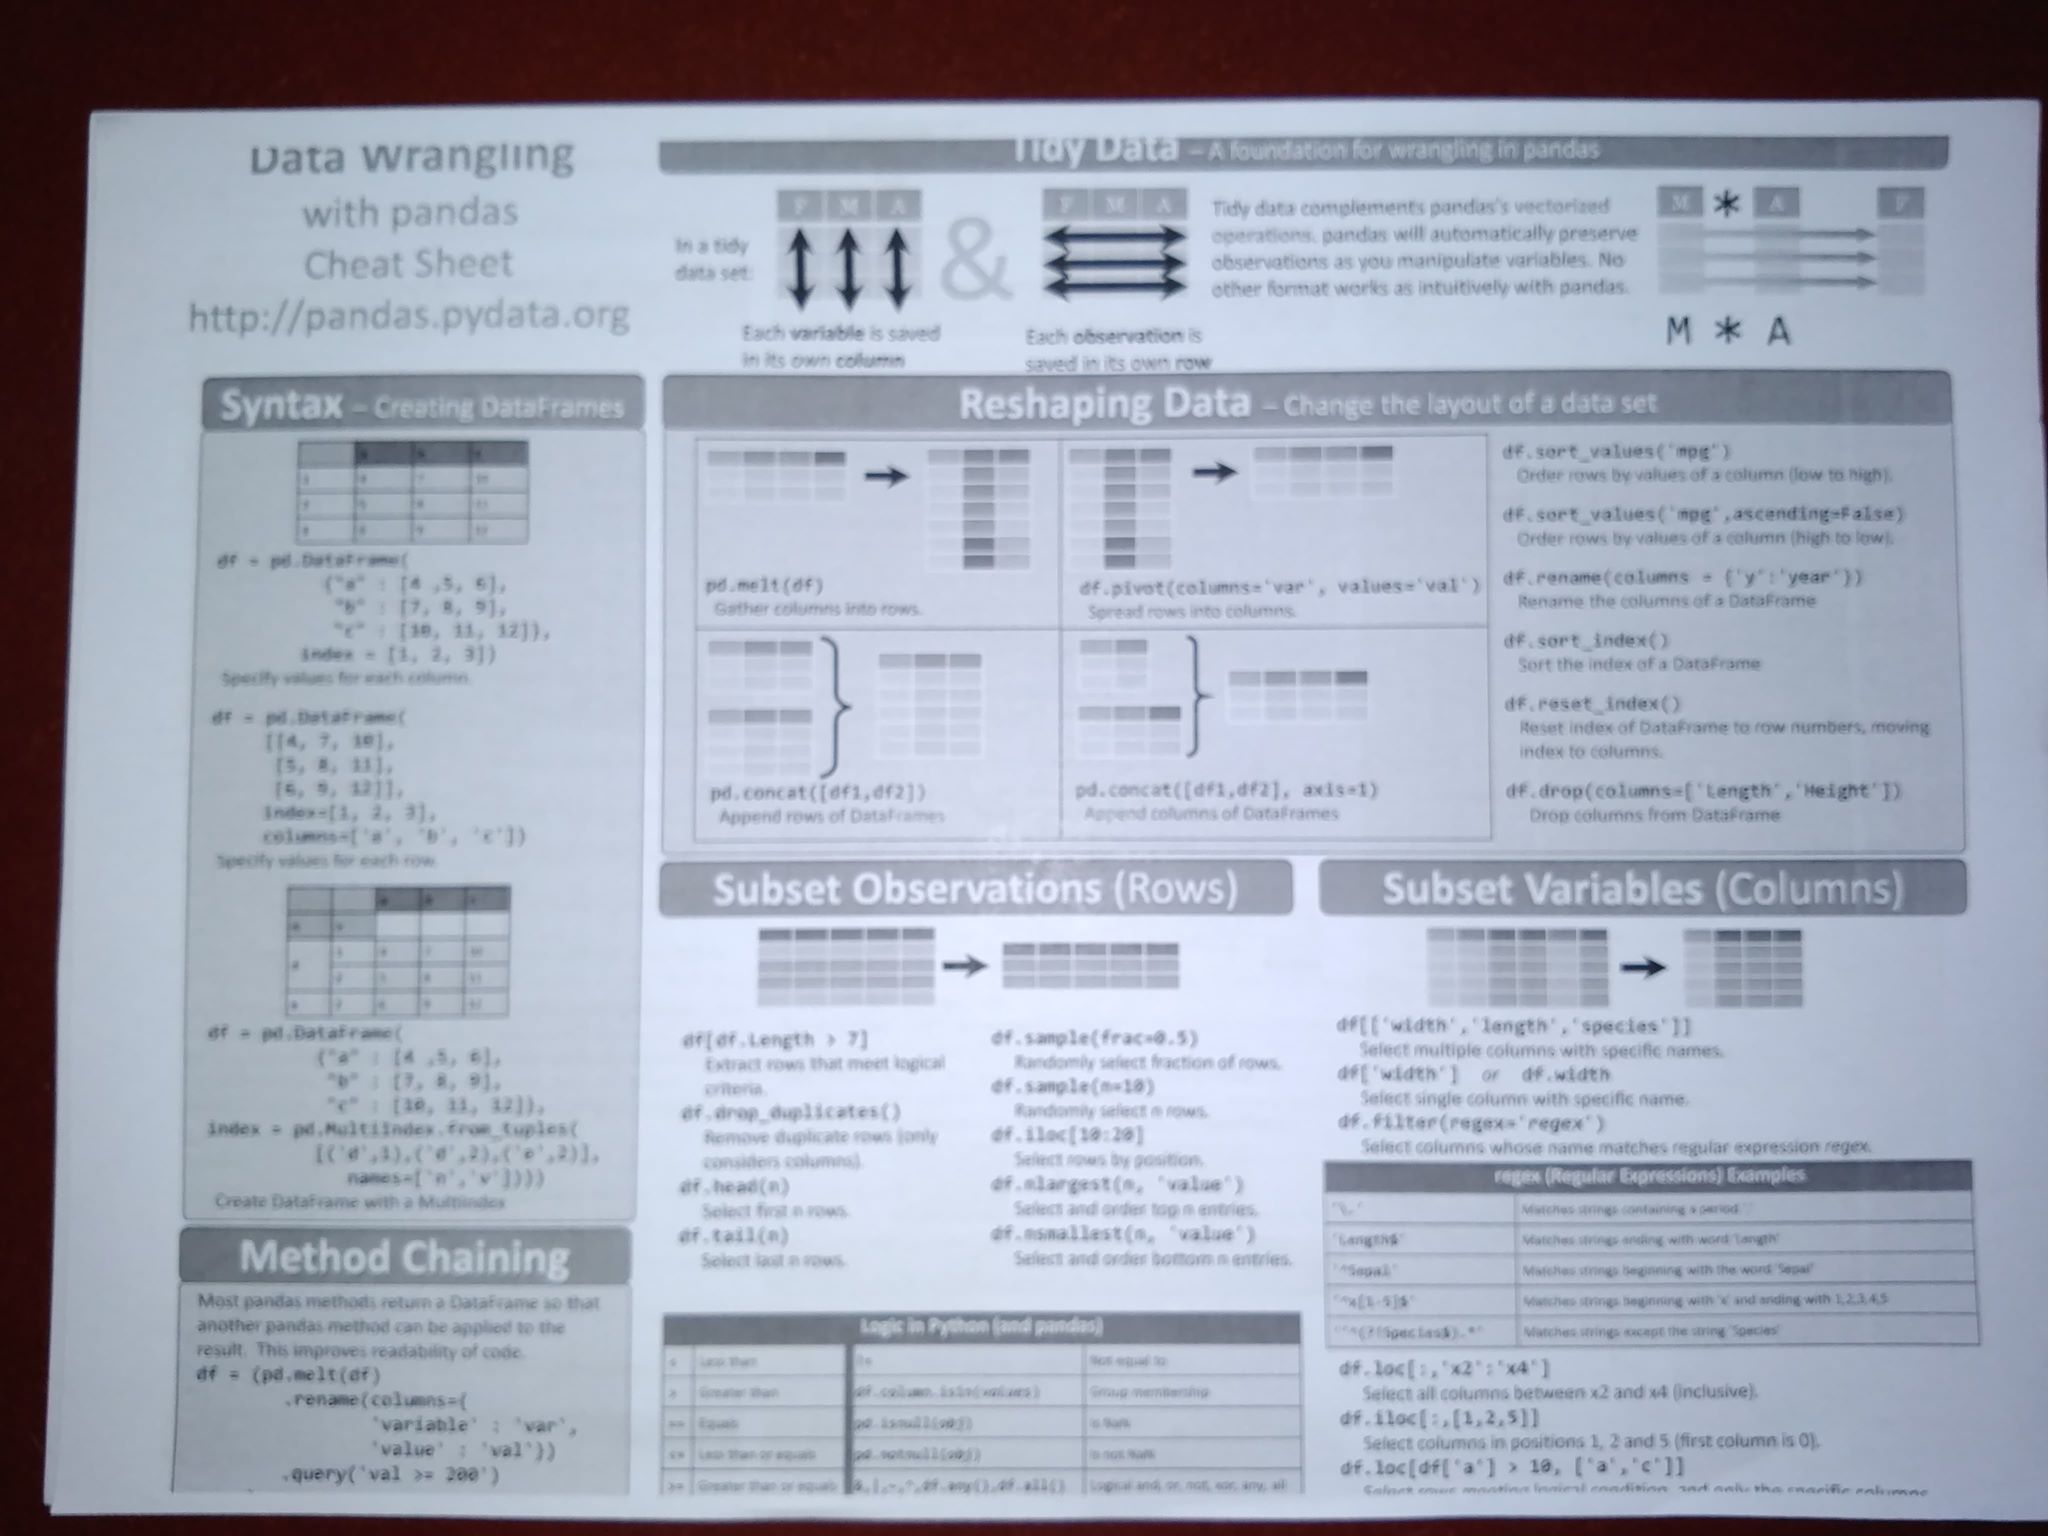 Data Wrangling
with pandas
Cheat Sheet
http://pandas.pydata.org
Tidy Data – A foundation for wrangling in pandas
In a tidy
data set:
F M A
&
F M A
Each variable is saved
in its own column
Each observation is
saved in its own row
Tidy data complements pandas's vectorized
operations. pandas will automatically preserve
observations as you manipulate variables. No
other format works as intuitively with pandas.
M * A F
M * A
Syntax – Creating DataFrames
df = pd.DataFrame(
{"a" : [4 ,5, 6],
"b" : [7, 8, 9],
"c" : [10, 11, 12]},
index = [1, 2, 3])
Specify values for each column.
df = pd.DataFrame(
[[4, 7, 10],
[5, 8, 11],
[6, 9, 12]],
index=[1, 2, 3],
columns=['a', 'b', 'c'])
Specify values for each row.
df = pd.DataFrame(
{"a" : [4 ,5, 6],
"b" : [7, 8, 9],
"c" : [10, 11, 12]},
index = pd.MultiIndex.from_tuples(
[('d',1),('d',2),('e',2)],
names=['n','v'])))
Create DataFrame with a MultiIndex
Method Chaining
Most pandas methods return a DataFrame so that
another pandas method can be applied to the
result. This improves readability of code.
df = (pd.melt(df)
.rename(columns={
'variable' : 'var',
'value' : 'val'})
.query('val >= 200')
Reshaping Data – Change the layout of a data set
pd.melt(df)
Gather columns into rows.
df.pivot(columns='var', values='val')
Spread rows into columns.
pd.concat([df1,df2])
Append rows of DataFrames
pd.concat([df1,df2], axis=1)
Append columns of DataFrames
df.sort_values('mpg')
Order rows by values of a column (low to high).
df.sort_values('mpg',ascending=False)
Order rows by values of a column (high to low).
df.rename(columns = {'y':'year'})
Rename the columns of a DataFrame
df.sort_index()
Sort the index of a DataFrame
df.reset_index()
Reset index of DataFrame to row numbers, moving
index to columns.
df.drop(columns=['Length','Height'])
Drop columns from DataFrame
Subset Observations (Rows)
df[df.Length > 7]
Extract rows that meet logical
criteria.
df.drop_duplicates()
Remove duplicate rows (only
considers columns).
df.head(n)
Select first n rows.
df.tail(n)
Select last n rows.
df.sample(frac=0.5)
Randomly select fraction of rows.
df.sample(n=10)
Randomly select n rows.
df.iloc[10:20]
Select rows by position.
df.nlargest(n, 'value')
Select and order top n entries.
df.nsmallest(n, 'value')
Select and order bottom n entries.
Logic in Python (and pandas)
< Less than != Not equal to
> Greater than df.column.isin(values) Group membership
== Equals pd.isnull(obj) Is NaN
<= Less than or equals pd.notnull(obj) Is not NaN
>= Greater than or equals &,|,~,^,df.any(),df.all() Logical and, or, not, xor, any, all
Subset Variables (Columns)
df[['width','length','species']]
Select multiple columns with specific names.
df['width'] or df.width
Select single column with specific name.
df.filter(regex='regex')
Select columns whose name matches regular expression regex.
regex (Regular Expressions) Examples
'\.' Matches strings containing a period '.'
'Length$' Matches strings ending with word 'Length'
'^Sepal' Matches strings beginning with the word 'Sepal'
'^x[1-5]$' Matches strings beginning with 'x' and ending with 1,2,3,4,5
'^(?!Species$).*' Matches strings except the string 'Species'
df.loc[:,'x2':'x4']
Select all columns between x2 and x4 (inclusive).
df.iloc[:,[1,2,5]]
Select columns in positions 1, 2 and 5 (first column is 0).
df.loc[df['a'] > 10, ['a','c']]
Select rows meeting logical condition, and only the specific columns